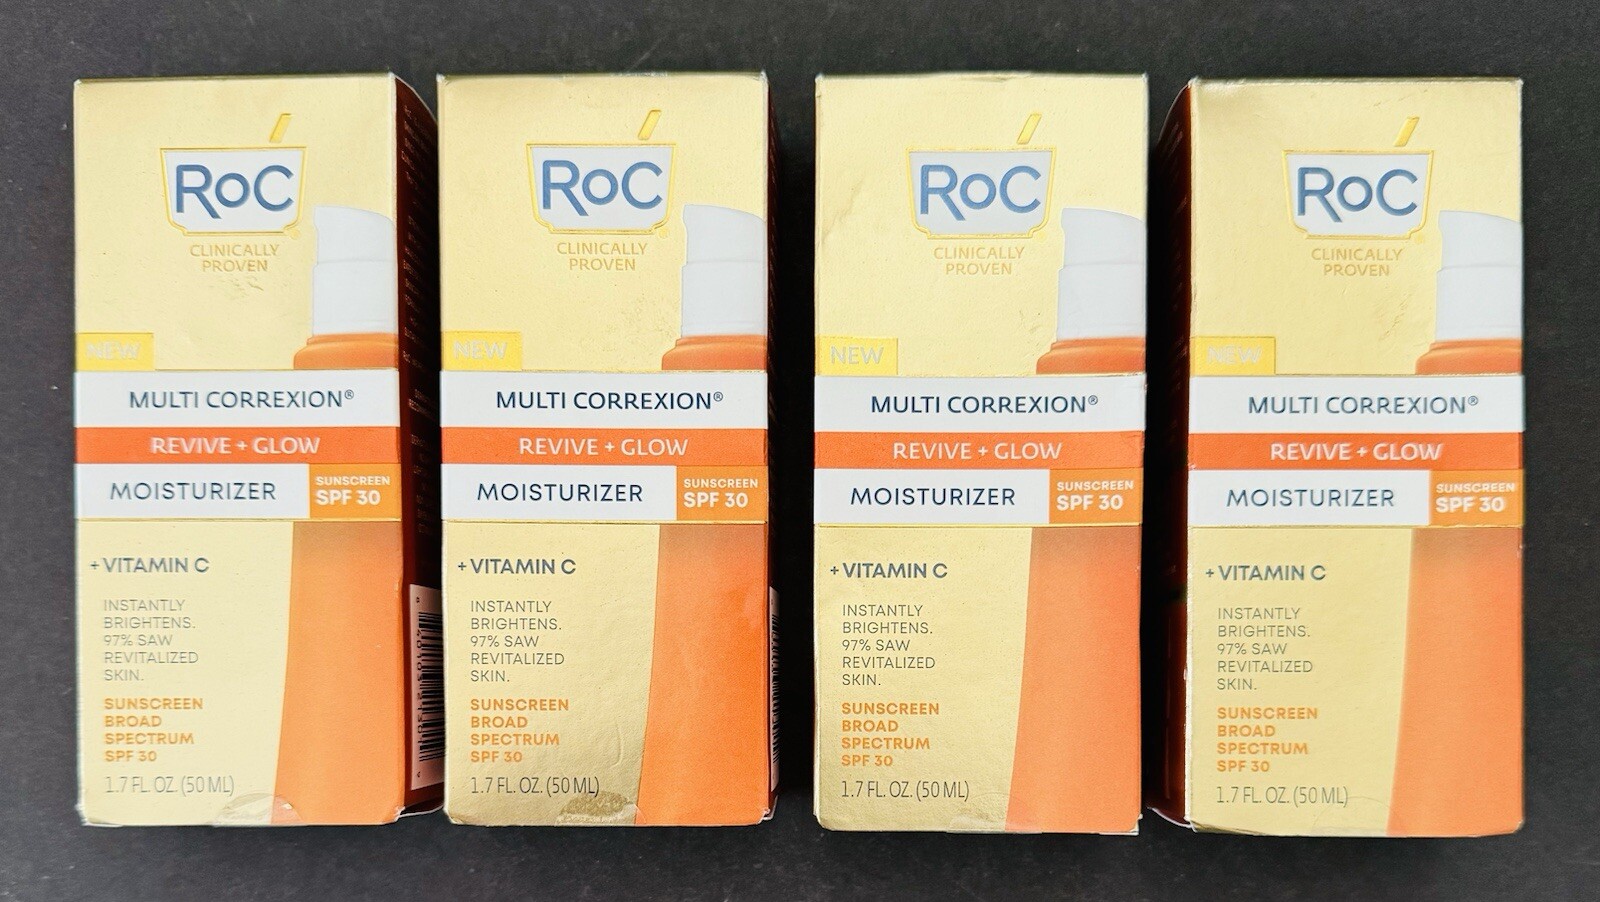 RoC
CLINICALLY
PROVEN
NEW
MULTI CORREXION®
REVIVE + GLOW
MOISTURIZER
SUNSCREEN
SPF 30
+ VITAMIN C
INSTANTLY
BRIGHTENS.
97% SAW
REVITALIZED
SKIN.
SUNSCREEN
BROAD
SPECTRUM
SPF 30
1.7 FL. OZ. (50 ML)
RoC
CLINICALLY
PROVEN
NEW
MULTI CORREXION®
REVIVE + GLOW
MOISTURIZER
SUNSCREEN
SPF 30
+ VITAMIN C
INSTANTLY
BRIGHTENS.
97% SAW
REVITALIZED
SKIN.
SUNSCREEN
BROAD
SPECTRUM
SPF 30
1.7 FL. OZ. (50 ML)
RoC
CLINICALLY
PROVEN
NEW
MULTI CORREXION®
REVIVE + GLOW
MOISTURIZER
SUNSCREEN
SPF 30
+ VITAMIN C
INSTANTLY
BRIGHTENS.
97% SAW
REVITALIZED
SKIN.
SUNSCREEN
BROAD
SPECTRUM
SPF 30
1.7 FL. OZ. (50 ML)
RoC
CLINICALLY
PROVEN
NEW
MULTI CORREXION®
REVIVE + GLOW
MOISTURIZER
SUNSCREEN
SPF 30
+ VITAMIN C
INSTANTLY
BRIGHTENS.
97% SAW
REVITALIZED
SKIN.
SUNSCREEN
BROAD
SPECTRUM
SPF 30
1.7 FL. OZ. (50 ML)